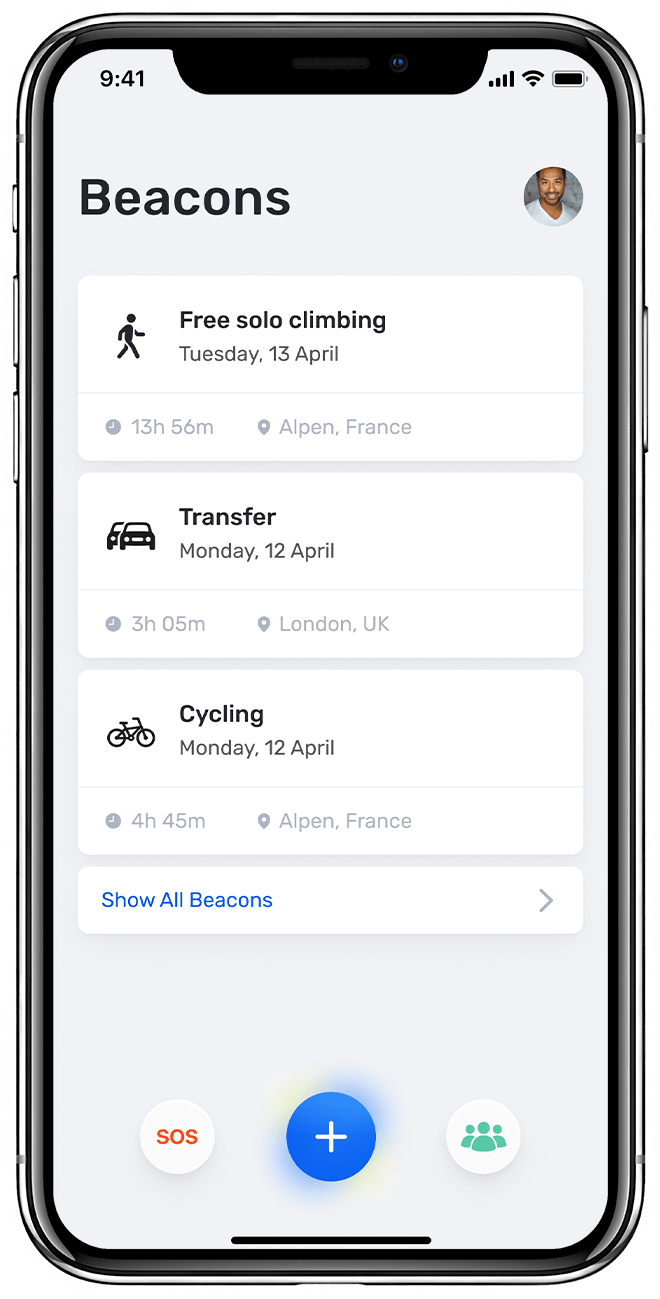 9:41
Beacons
Free solo climbing
Tuesday, 13 April
13h 56m Alpen, France
Transfer
Monday, 12 April
3h 05m London, UK
Cycling
Monday, 12 April
4h 45m Alpen, France
Show All Beacons
SOS